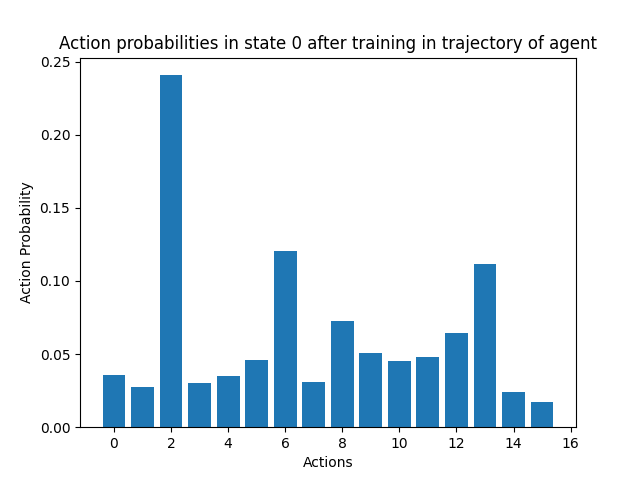 Action probabilities in state 0 after training in trajectory of agent
0.25
0.20
0.15
0.10
0.05
0.00
Action Probability
0 2 4 6 8 10 12 14 16
Actions